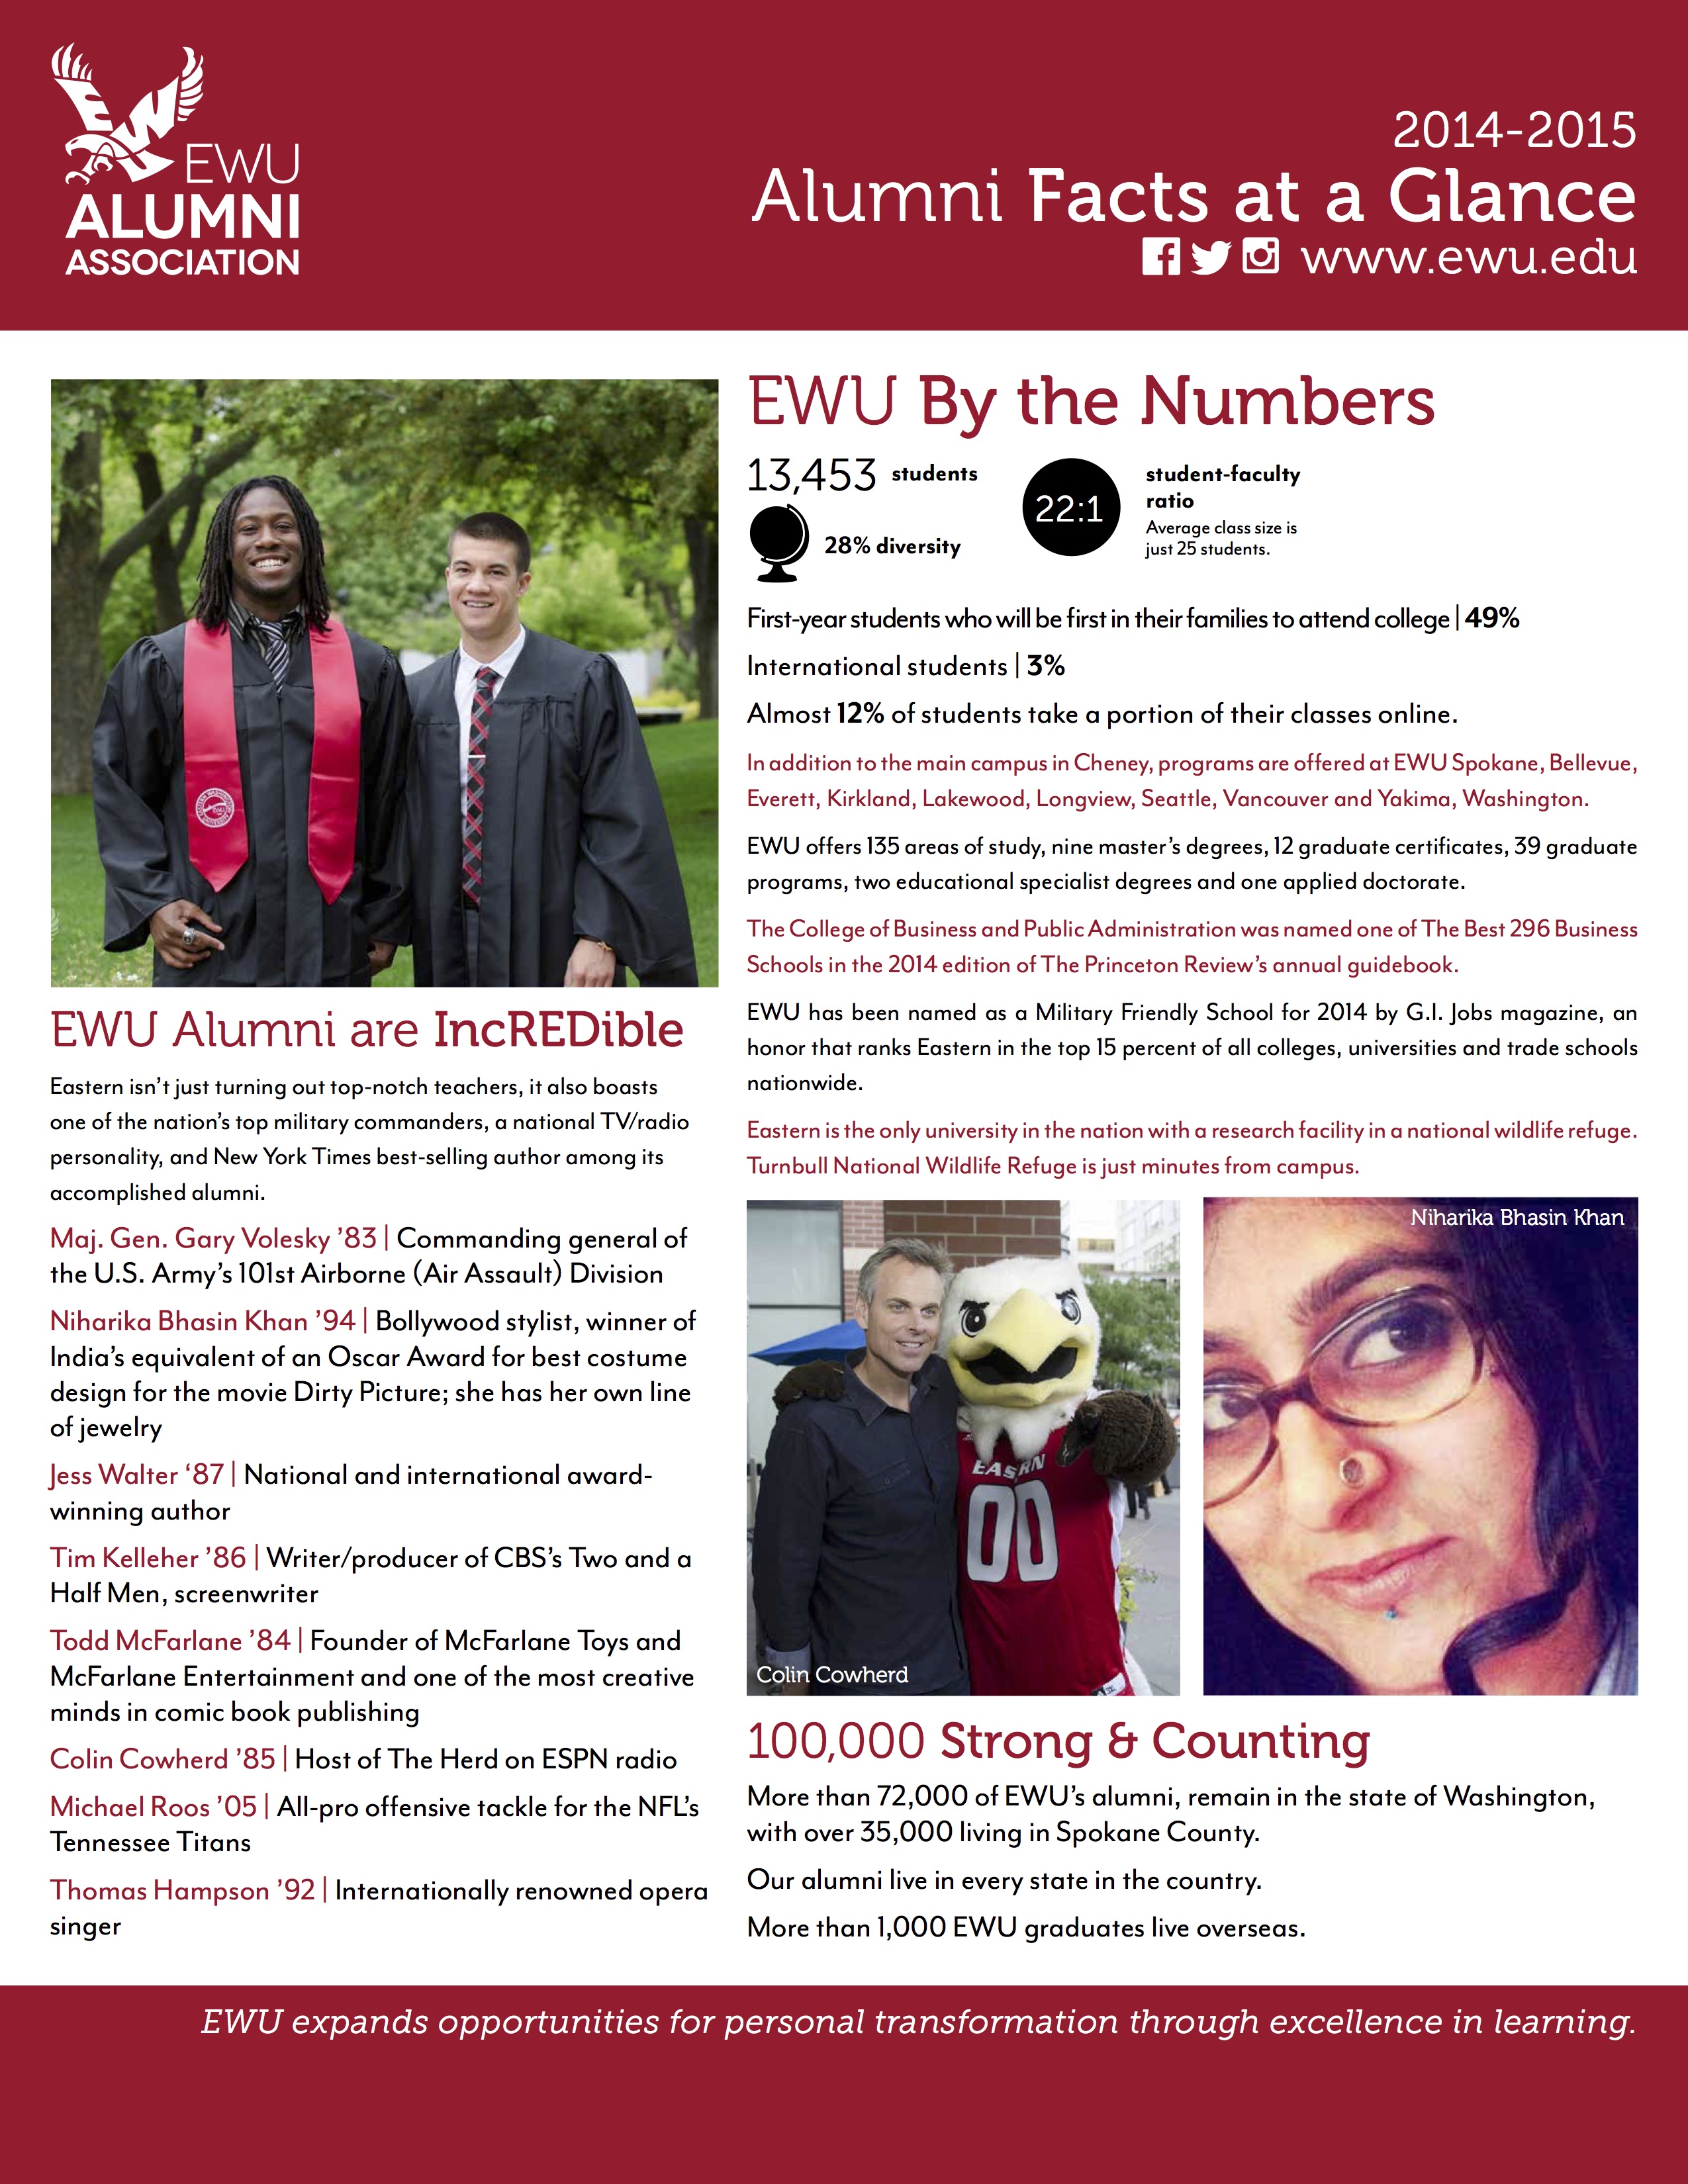 EWU
ALUMNI
ASSOCIATION
2014-2015
Alumni Facts at a Glance
www.ewu.edu
EWU Alumni are IncREDible
Eastern isn't just turning out top-notch teachers, it also boasts
one of the nation's top military commanders, a national TV/radio
personality, and New York Times best-selling author among its
accomplished alumni.
Maj. Gen. Gary Volesky ’83 | Commanding general of
the U.S. Army’s 101st Airborne (Air Assault) Division
Niharika Bhasin Khan ’94 | Bollywood stylist, winner of
India’s equivalent of an Oscar Award for best costume
design for the movie Dirty Picture; she has her own line
of jewelry
Jess Walter ‘87 | National and international award-
winning author
Tim Kelleher ’86 | Writer/producer of CBS’s Two and a
Half Men, screenwriter
Todd McFarlane ’84 | Founder of McFarlane Toys and
McFarlane Entertainment and one of the most creative
minds in comic book publishing
Colin Cowherd ’85 | Host of The Herd on ESPN radio
Michael Roos ’05 | All-pro offensive tackle for the NFL’s
Tennessee Titans
Thomas Hampson ’92 | Internationally renowned opera
singer
EWU By the Numbers
13,453 students
28% diversity
22:1
student-faculty
ratio
Average class size is
just 25 students.
First-year students who will be first in their families to attend college | 49%
International students | 3%
Almost 12% of students take a portion of their classes online.
In addition to the main campus in Cheney, programs are offered at EWU Spokane, Bellevue,
Everett, Kirkland, Lakewood, Longview, Seattle, Vancouver and Yakima, Washington.
EWU offers 135 areas of study, nine master’s degrees, 12 graduate certificates, 39 graduate
programs, two educational specialist degrees and one applied doctorate.
The College of Business and Public Administration was named one of The Best 296 Business
Schools in the 2014 edition of The Princeton Review’s annual guidebook.
EWU has been named as a Military Friendly School for 2014 by G.I. Jobs magazine, an
honor that ranks Eastern in the top 15 percent of all colleges, universities and trade schools
nationwide.
Eastern is the only university in the nation with a research facility in a national wildlife refuge.
Turnbull National Wildlife Refuge is just minutes from campus.
00
Colin Cowherd
Niharika Bhasin Khan
100,000 Strong & Counting
More than 72,000 of EWU’s alumni, remain in the state of Washington,
with over 35,000 living in Spokane County.
Our alumni live in every state in the country.
More than 1,000 EWU graduates live overseas.
EWU expands opportunities for personal transformation through excellence in learning.